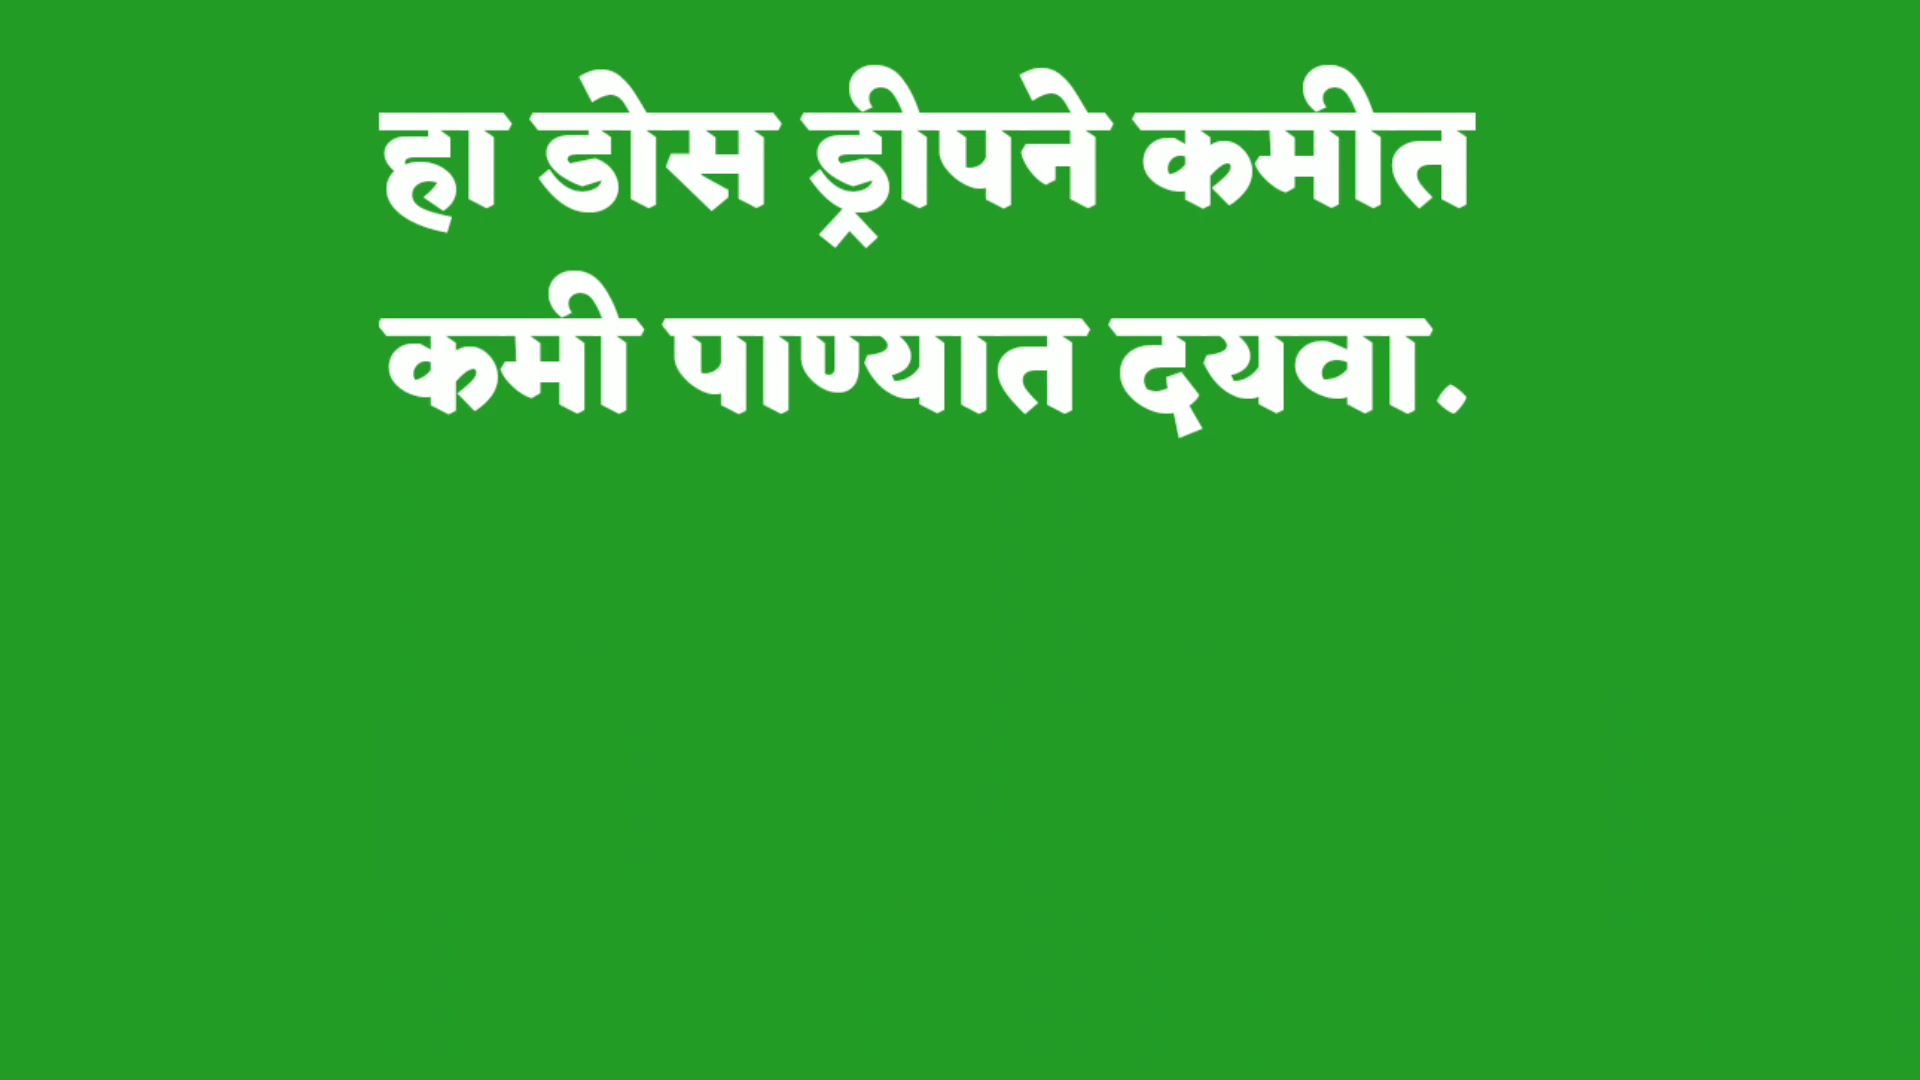 हा डोस ड्रीपने कमीत
कमी पाण्यात दयवा.